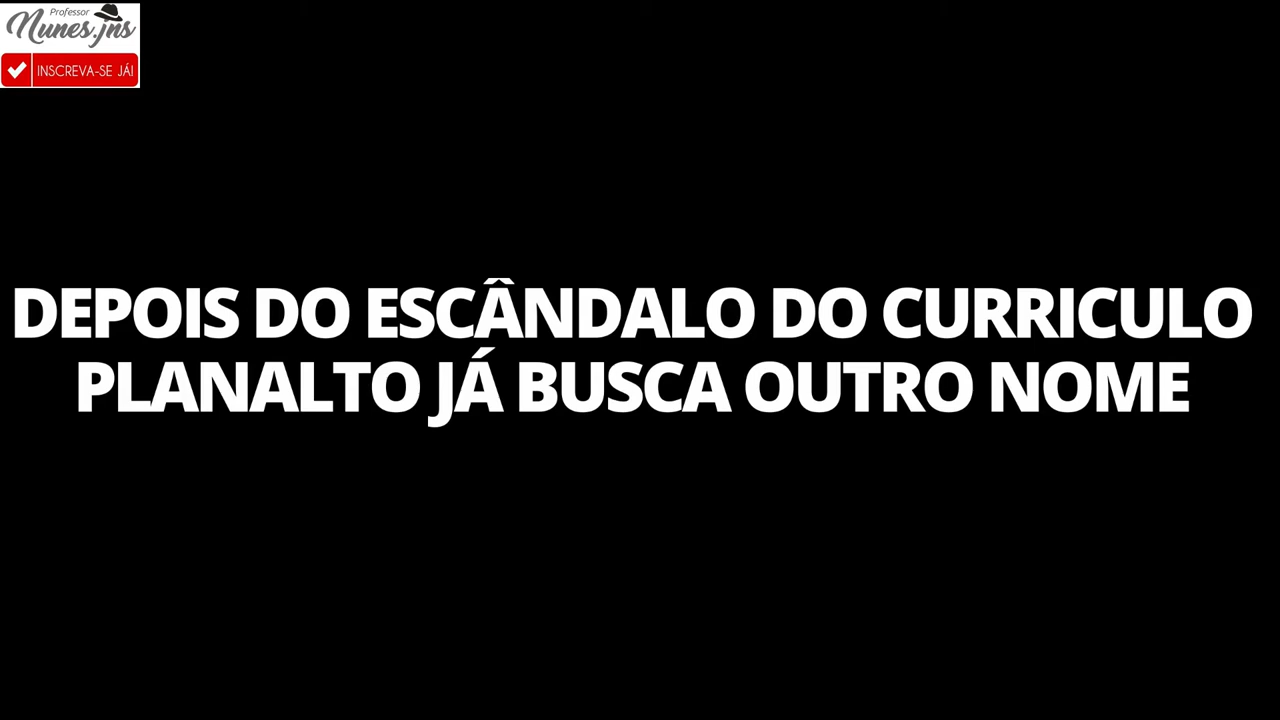 Professor
Nunes.jns
INSCREVA-SE JÁ!
DEPOIS DO ESCÂNDALO DO CURRICULO
PLANALTO JÁ BUSCA OUTRO NOME